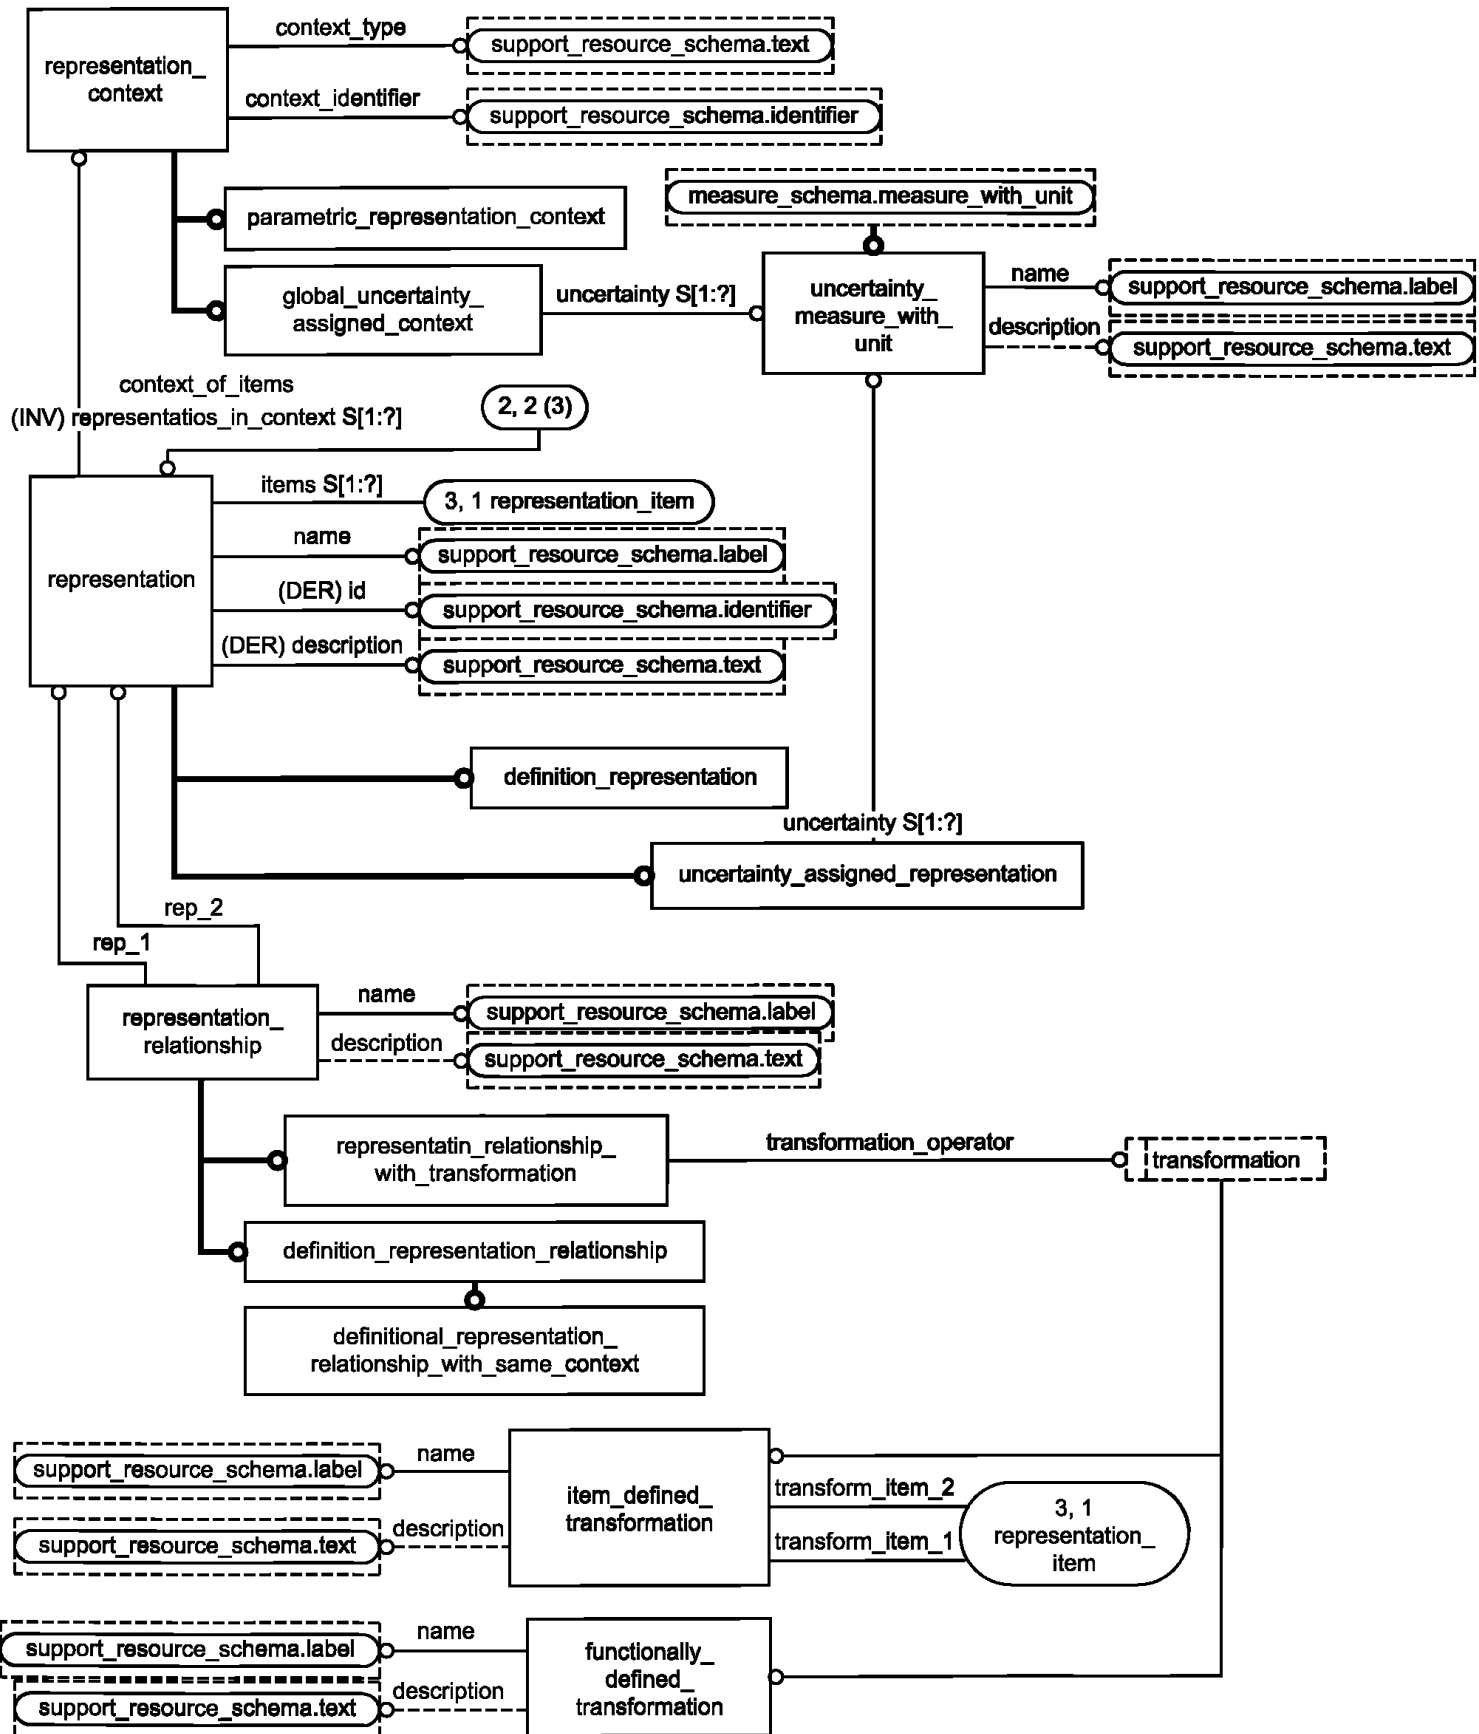 context_type
support_resource_schema.text
representation_
context
context_identifier
support_resource_schema.identifier
measure_schema.measure_with_unit
parametric_representation_context
global_uncertainty_
assigned_context
uncertainty S[1:?]
uncertainty_
measure_with_
unit
name
support_resource_schema.label
description
support_resource_schema.text
context_of_items
(INV) representatios_in_context S[1:?]
2, 2 (3)
items S[1:?]
3, 1 representation_item
name
support_resource_schema.label
representation
(DER) id
support_resource_schema.identifier
(DER) description
support_resource_schema.text
definition_representation
uncertainty S[1:?]
uncertainty_assigned_representation
rep_2
rep_1
representation_
relationship
name
support_resource_schema.label
description
support_resource_schema.text
representatin_relationship_
with_transformation
transformation_operator
transformation
definition_representation_relationship
definitional_representation_
relationship_with_same_context
support_resource_schema.label
name
item_defined_
transformation
transform_item_2
transform_item_1
3, 1
representation_
item
support_resource_schema.text
description
support_resource_schema.label
name
functionally_
defined_
transformation
support_resource_schema.text
description